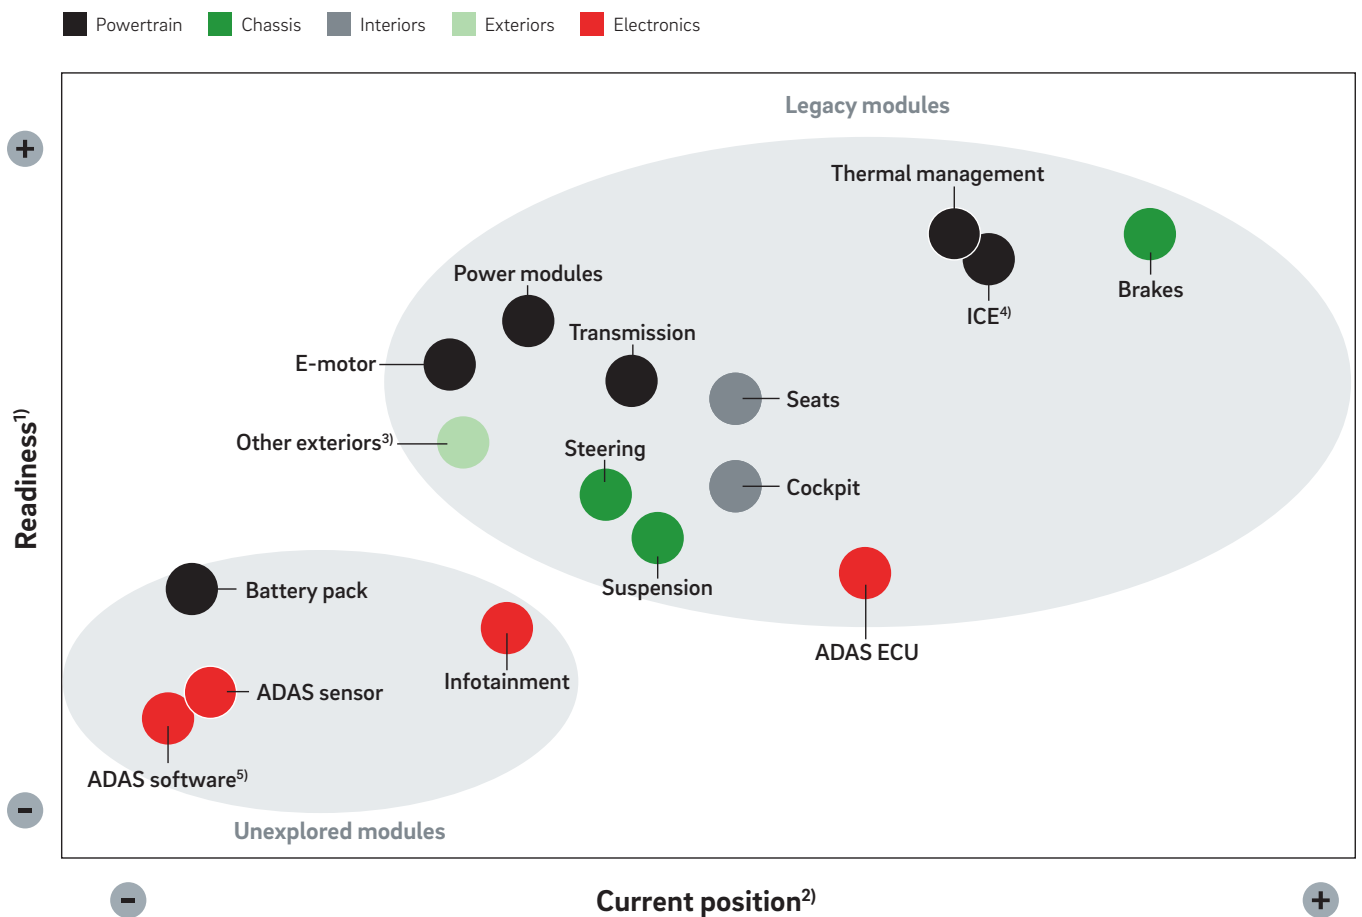 Powertrain Chassis Interiors Exteriors Electronics
Legacy modules
+
Thermal management
Brakes
ICE4)
Power modules
Transmission
E-motor
Seats
Other exteriors3)
Steering
Cockpit
Suspension
ADAS ECU
Battery pack
Infotainment
ADAS sensor
ADAS software5)
Unexplored modules
Readiness1)
-
- Current position2) +